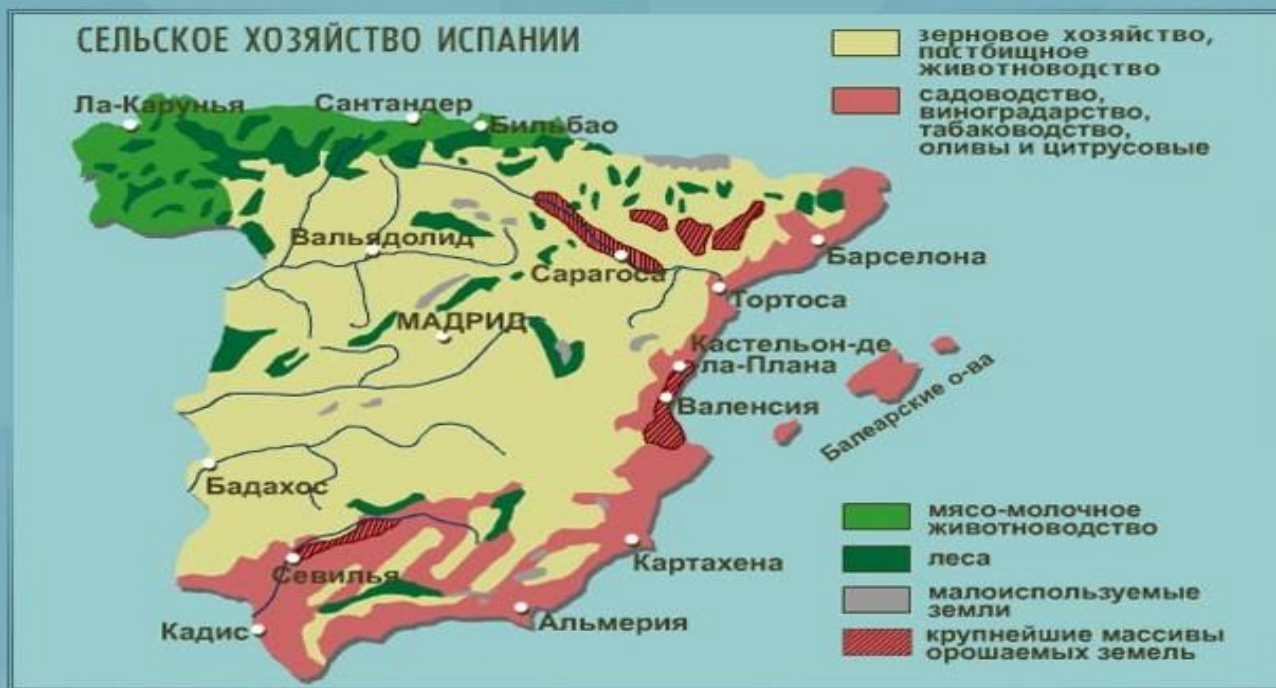 СЕЛЬСКОЕ ХОЗЯЙСТВО ИСПАНИИ
зерновое хозяйство,
пастбищное
животноводство
садоводство,
виноградарство,
табаководство,
оливы и цитрусовые
Ла-Карунья
Сантандер
Бильбао
Вальядолид
Сарагоса
Барселона
Тортоса
МАДРИД
Кастельон-де
ла-Плана
Валенсия
Балеарские о-ва
Бадахос
Севилья
Картахена
Кадис
Альмерия
мясо-молочное
животноводство
леса
малоиспользуемые
земли
крупнейшие массивы
орошаемых земель